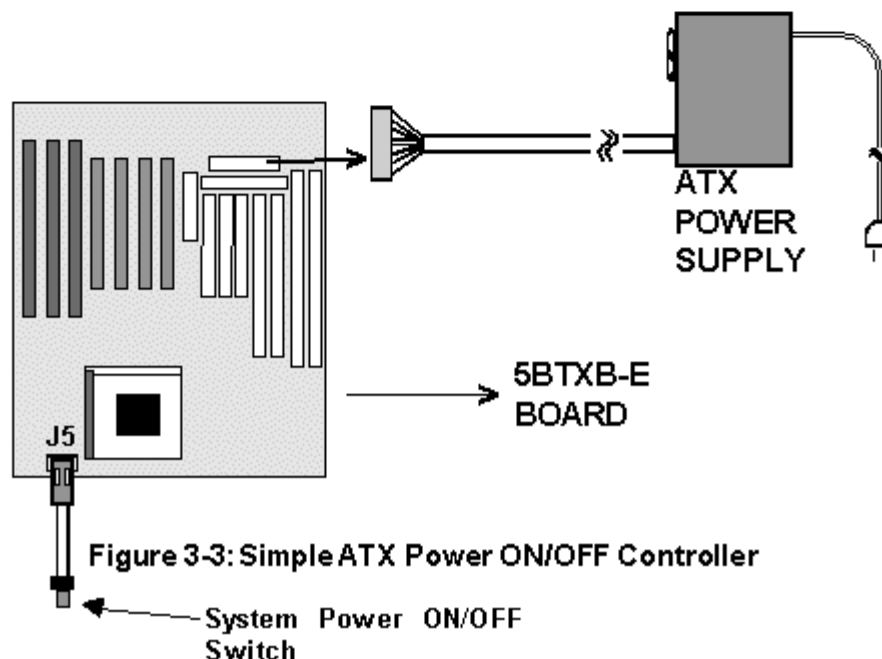 ATX
POWER
SUPPLY
5BTXB-E
BOARD
J5
Figure 3-3: Simple ATX Power ON/OFF Controller
System Power ON/OFF
Switch